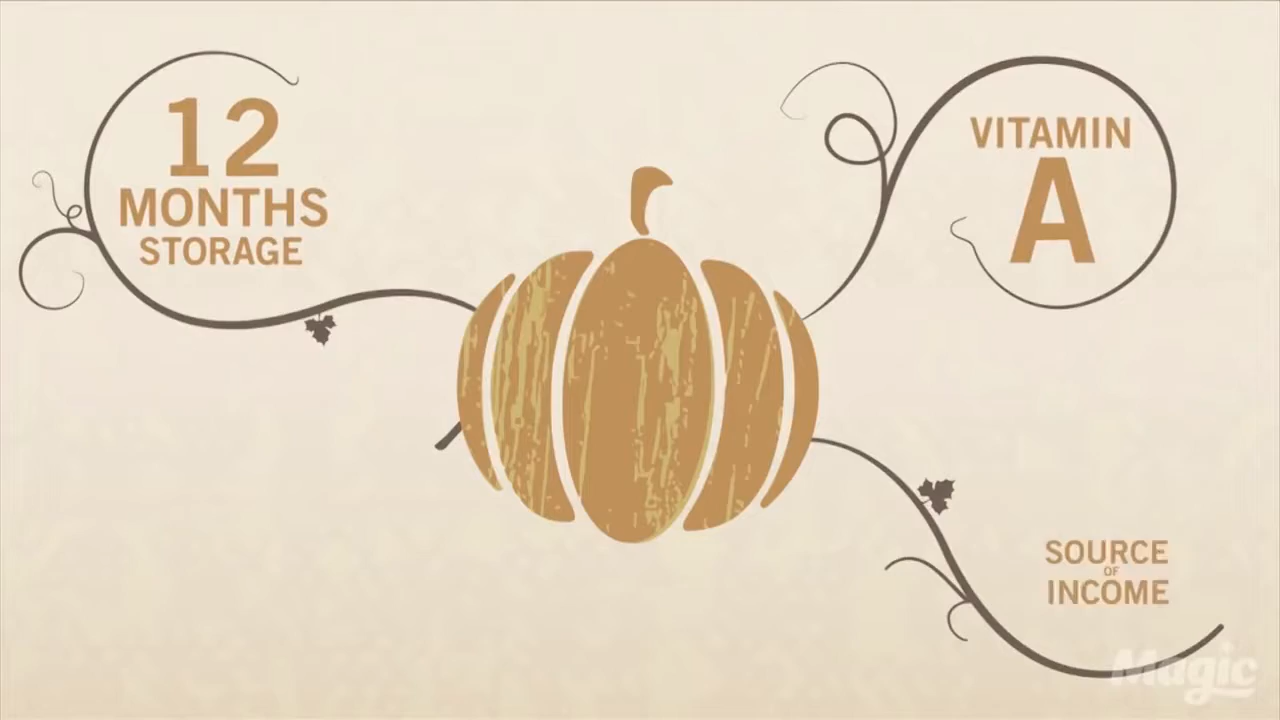 12
MONTHS
STORAGE
VITAMIN
A
SOURCE
OF
INCOME
Magic